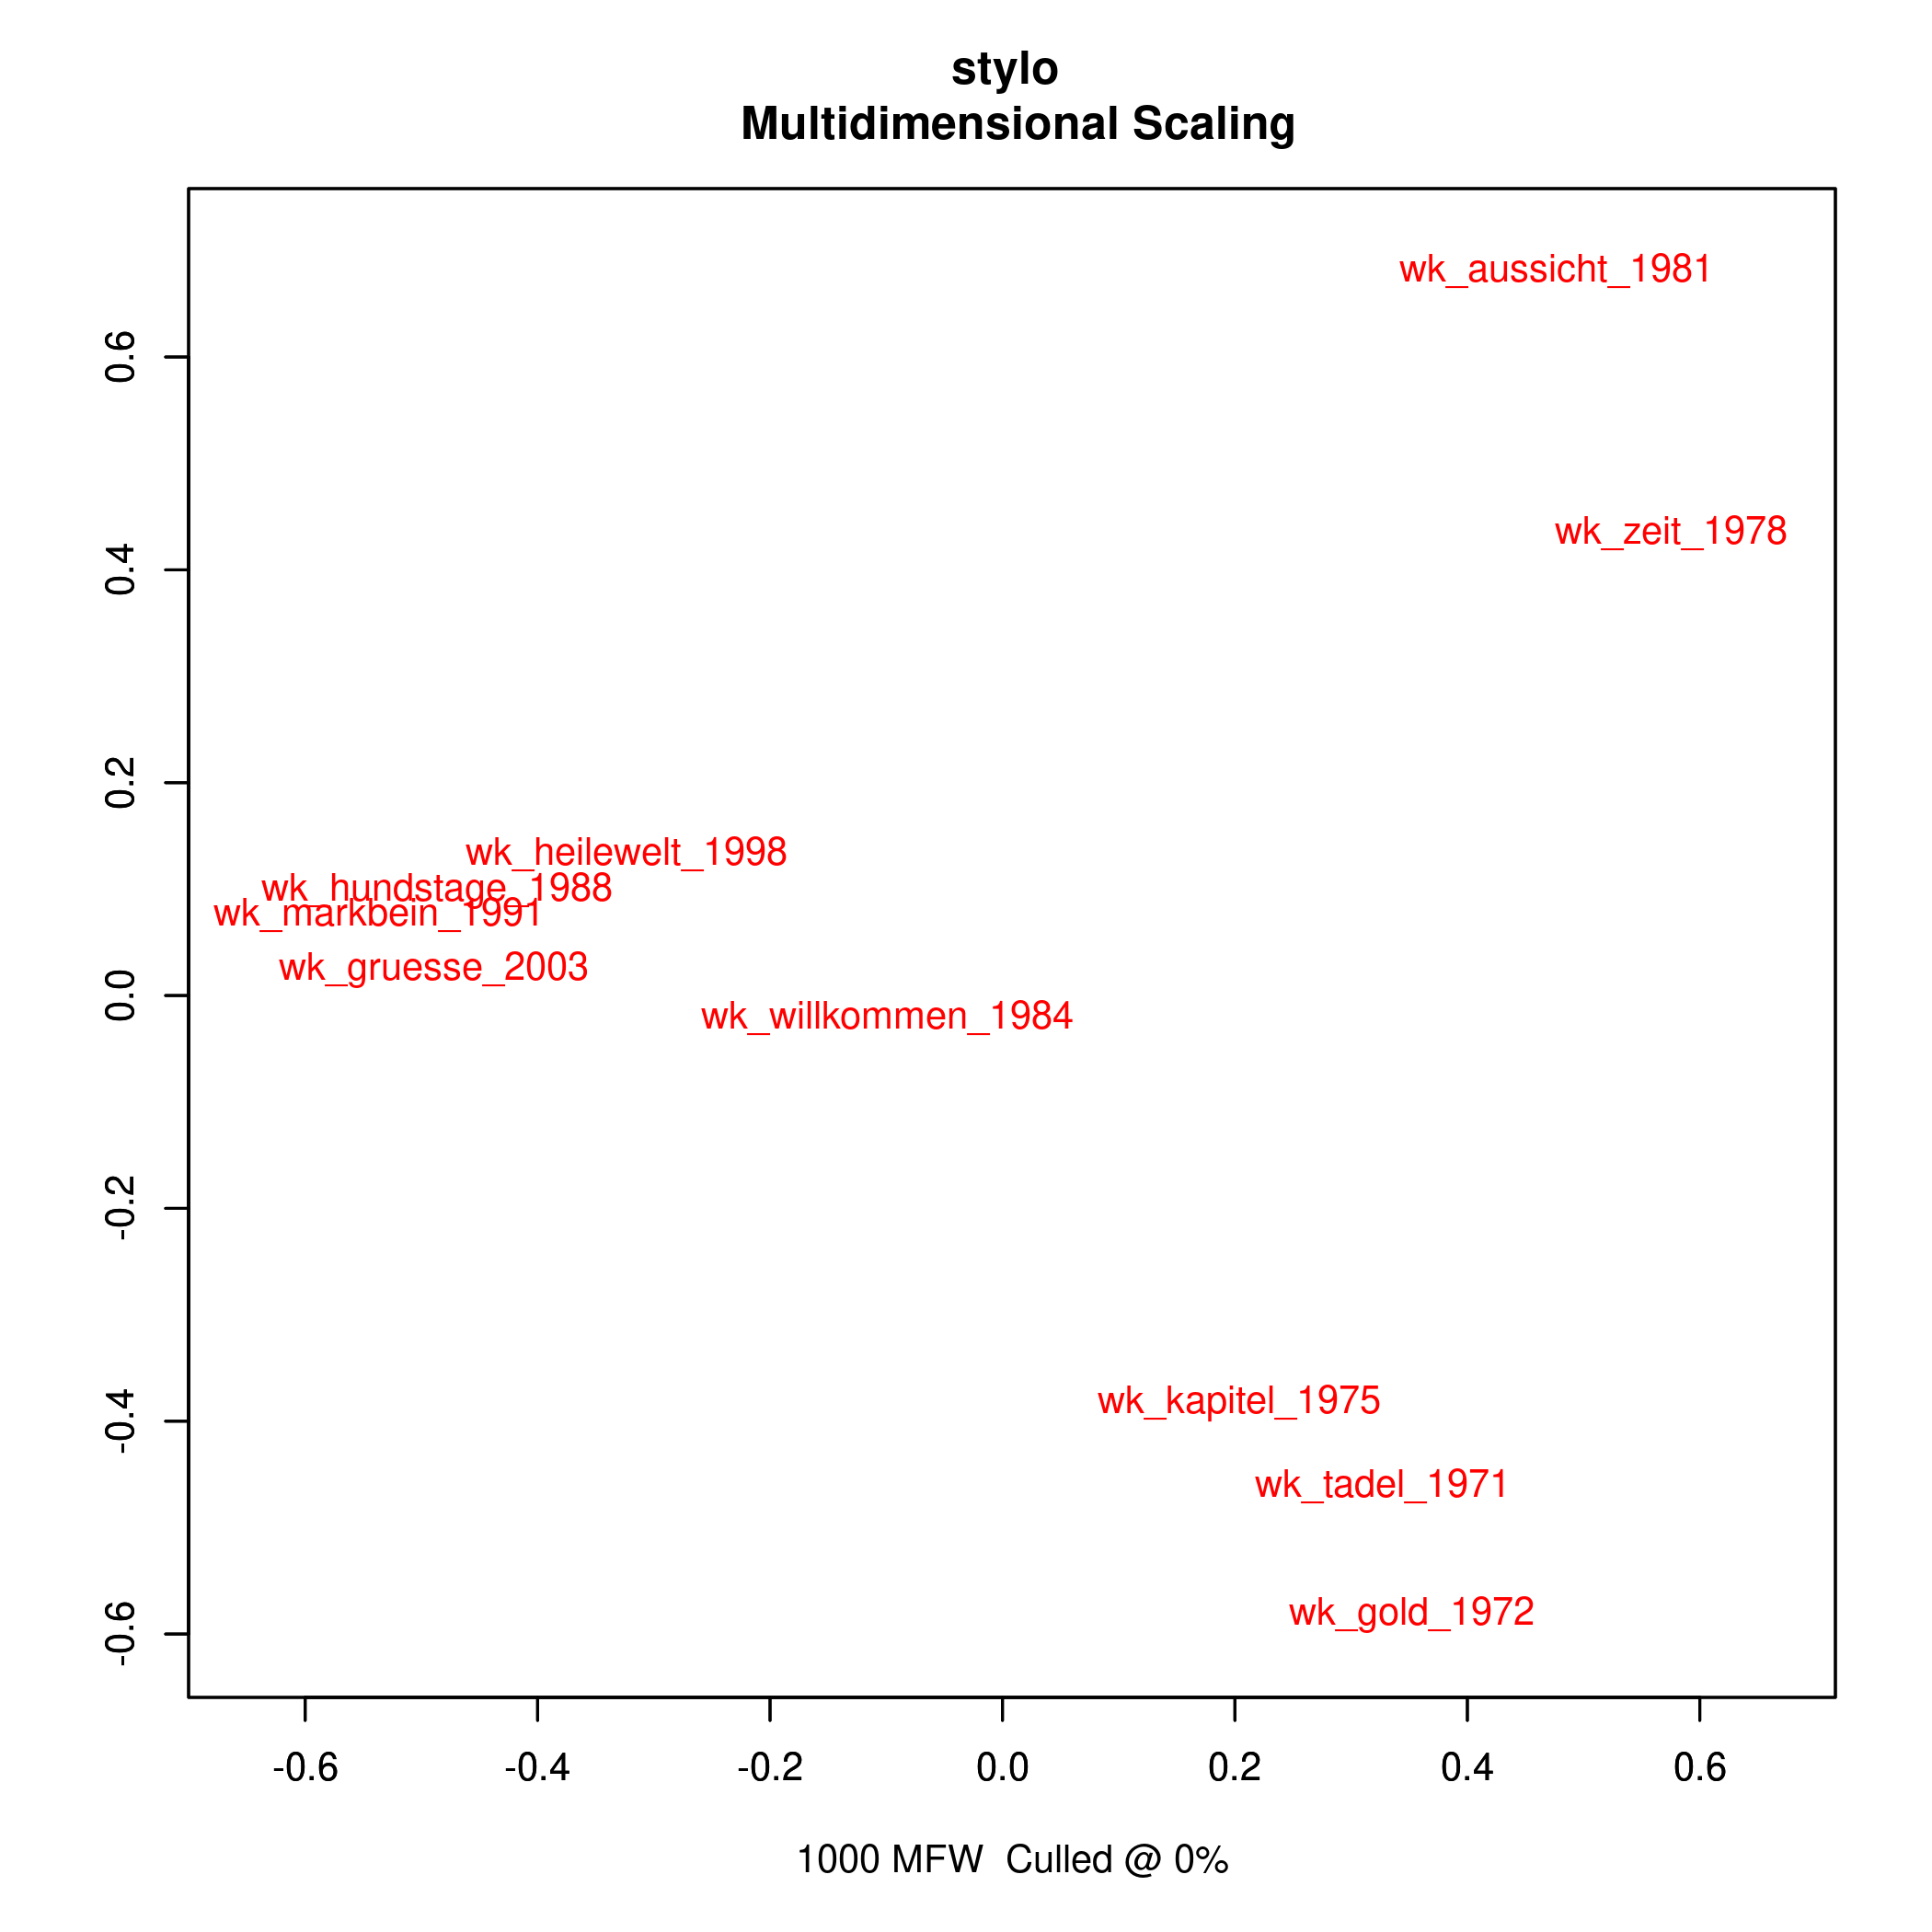 stylo
Multidimensional Scaling
wk_aussicht_1981
0.6
wk_zeit_1978
0.4
0.2
wk_heilewelt_1998
wk_hundstage_1988
wk_markbein_1991
wk_gruesse_2003
0.0
wk_willkommen_1984
-0.2
wk_kapitel_1975
-0.4
wk_tadel_1971
wk_gold_1972
-0.6
-0.6 -0.4 -0.2 0.0 0.2 0.4 0.6
1000 MFW Culled @ 0%